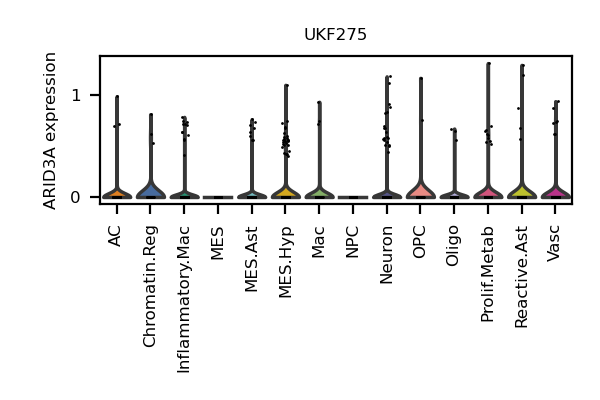 UKF275
ARID3A expression
1
0
AC
Chromatin.Reg
Inflammatory.Mac
MES
MES.Ast
MES.Hyp
Mac
NPC
Neuron
OPC
Oligo
Prolif.Metab
Reactive.Ast
Vasc